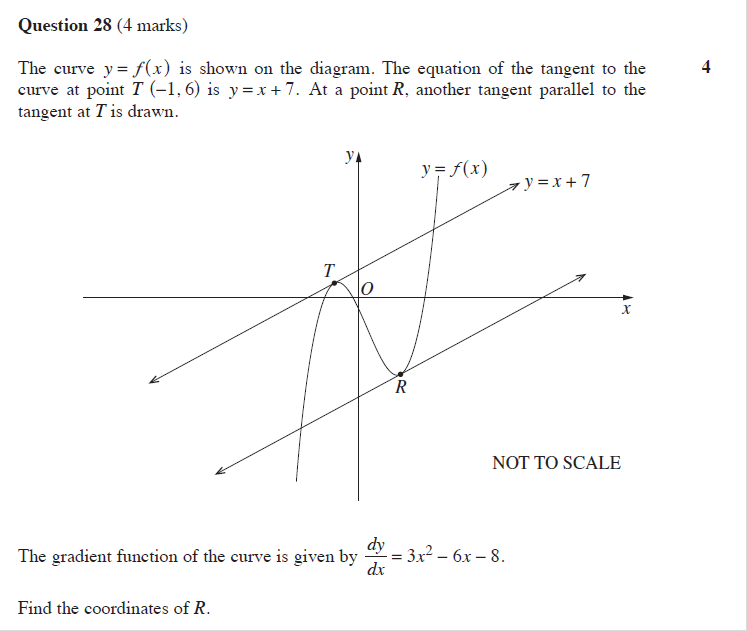 Question 28 (4 marks)
The curve y = f(x) is shown on the diagram. The equation of the tangent to the 4
curve at point T (−1, 6) is y = x + 7. At a point R, another tangent parallel to the
tangent at T is drawn.
y
y = f(x)
y = x + 7
T
O
x
R
NOT TO SCALE
The gradient function of the curve is given by dy/dx = 3x² − 6x − 8.
Find the coordinates of R.